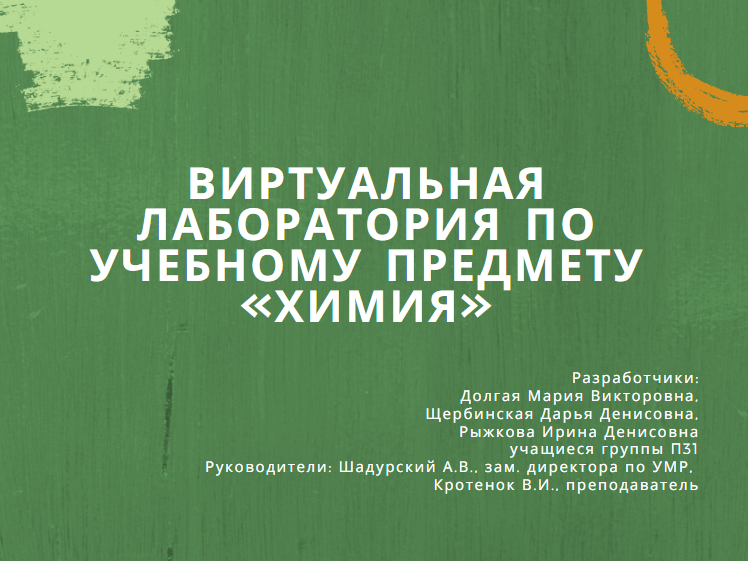 ВИРТУАЛЬНАЯ
ЛАБОРАТОРИЯ ПО
УЧЕБНОМУ ПРЕДМЕТУ
«ХИМИЯ»
Разработчики:
Долгая Мария Викторовна,
Щербинская Дарья Денисовна,
Рыжкова Ирина Денисовна
учащиеся группы П31
Руководители: Шадурский А.В., зам. директора по УМР,
Кротенок В.И., преподаватель